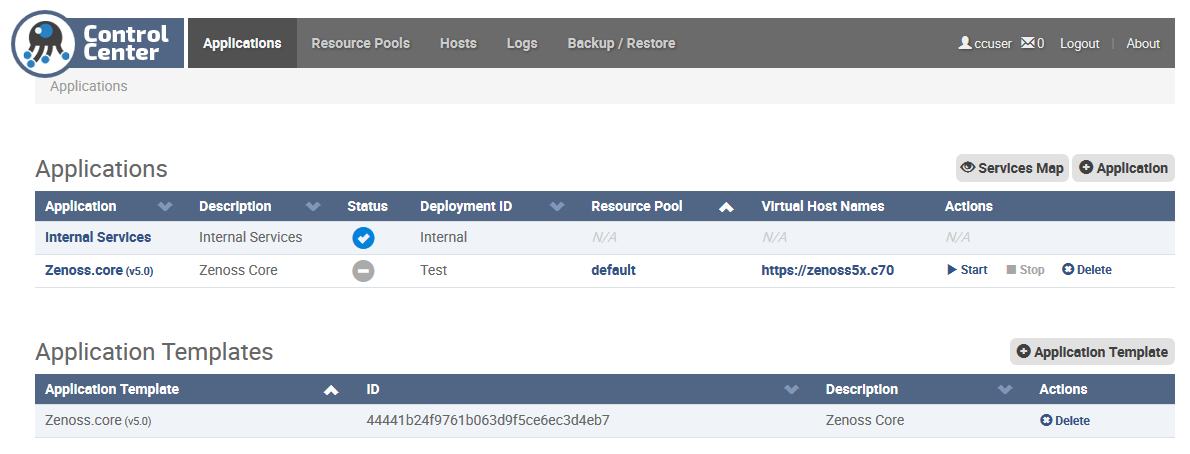 Control Center
Applications Resource Pools Hosts Logs Backup / Restore ccuser 0 Logout | About
Applications
Applications Services Map Application
Application Description Status Deployment ID Resource Pool Virtual Host Names Actions
Internal Services Internal Services Internal N/A N/A N/A
Zenoss.core (v5.0) Zenoss Core Test default https://zenoss5x.c70 Start Stop Delete
Application Templates Application Template
Application Template ID Description Actions
Zenoss.core (v5.0) 44441b24f9761b063d9f5ce6ec3d4eb7 Zenoss Core Delete